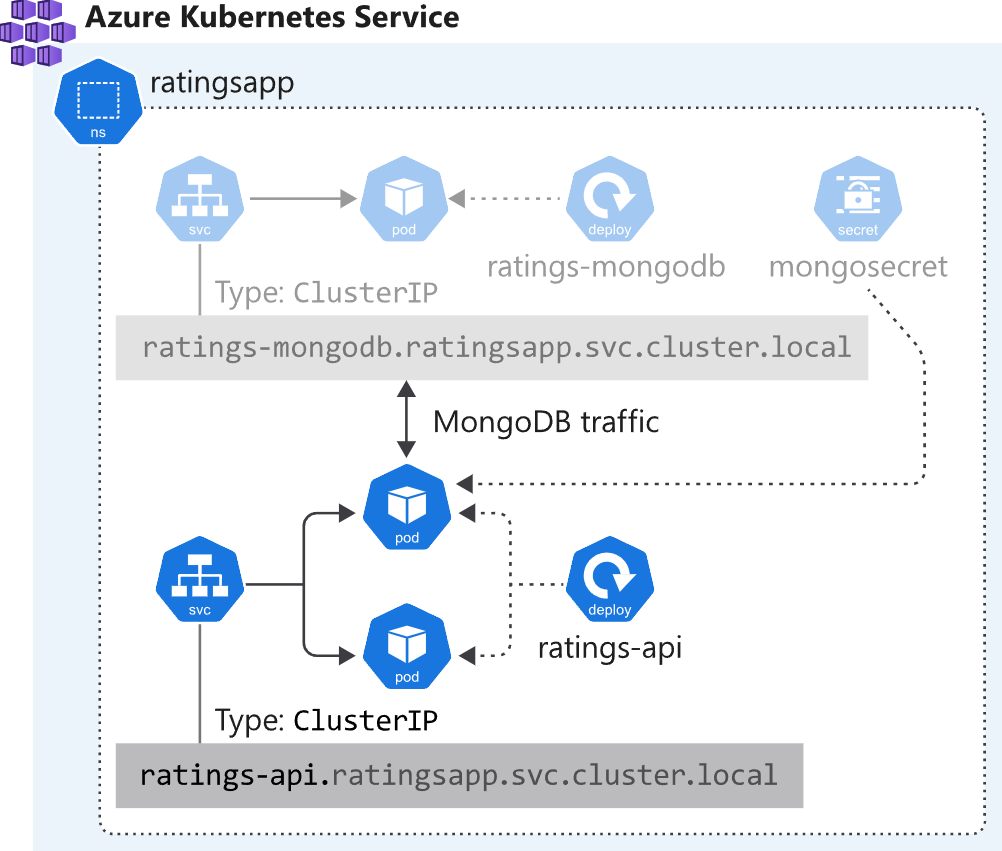 Azure Kubernetes Service
ratingsapp
ns
svc
pod
deploy
secret
ratings-mongodb
mongosecret
Type: ClusterIP
ratings-mongodb.ratingsapp.svc.cluster.local
MongoDB traffic
pod
svc
deploy
ratings-api
pod
Type: ClusterIP
ratings-api.ratingsapp.svc.cluster.local